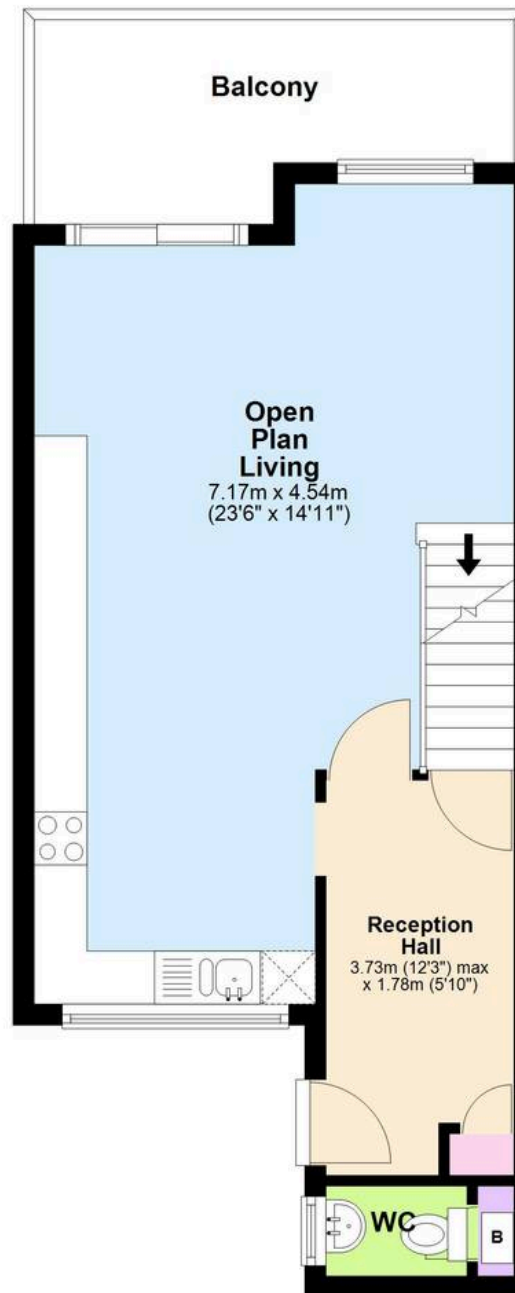 Balcony
Open
Plan
Living
7.17m x 4.54m
(23'6" x 14'11")
Reception
Hall
3.73m (12'3") max
x 1.78m (5'10")
WC
B